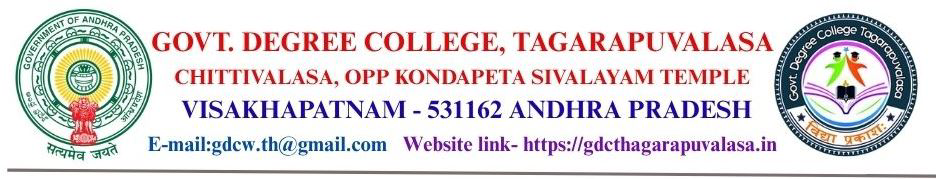 GOVERNMENT OF ANDHRA PRADESH
सत्यमेव जयते
GOVT. DEGREE COLLEGE, TAGARAPUVALASA
CHITTIVALASA, OPP KONDAPETA SIVALAYAM TEMPLE
VISAKHAPATNAM - 531162 ANDHRA PRADESH
E-mail:gdcw.th@gmail.com Website link- https://gdcthagarapuvalasa.in
Govt. Degree College Tagarapuvalasa
विद्या प्रकाशः